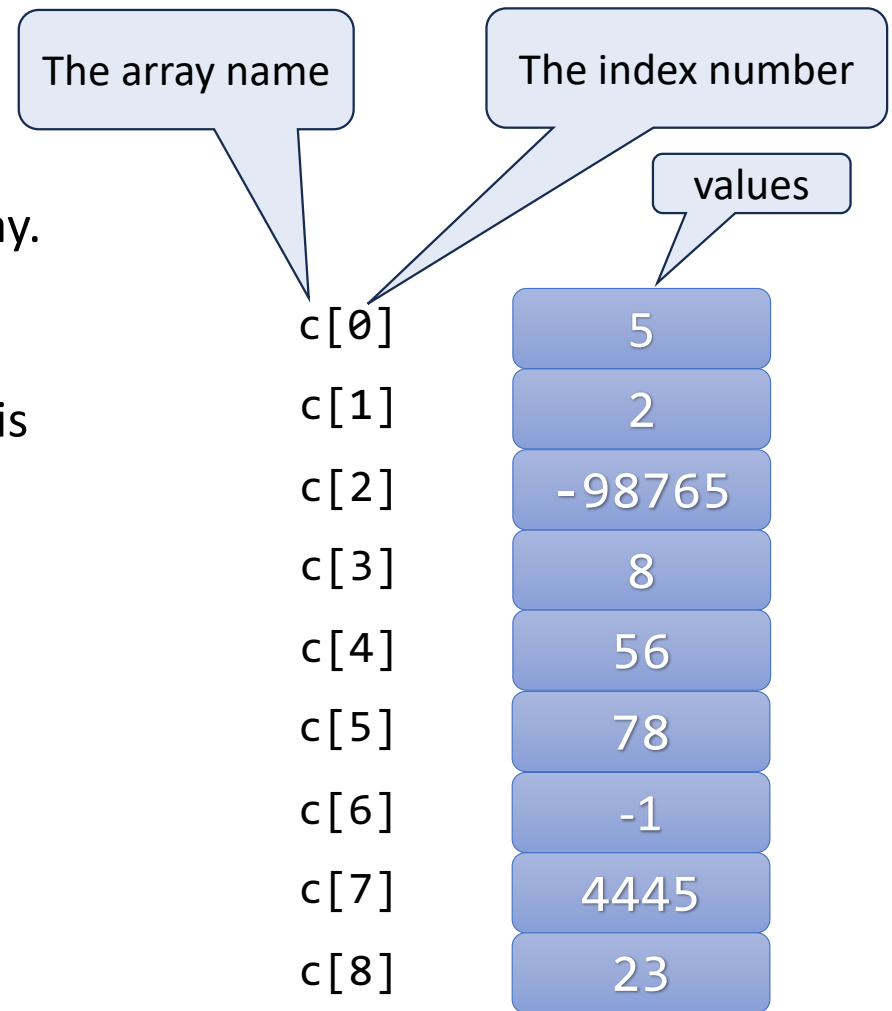 The array name
The index number
values
ay.
is
c[0] 5
c[1] 2
c[2] -98765
c[3] 8
c[4] 56
c[5] 78
c[6] -1
c[7] 4445
c[8] 23